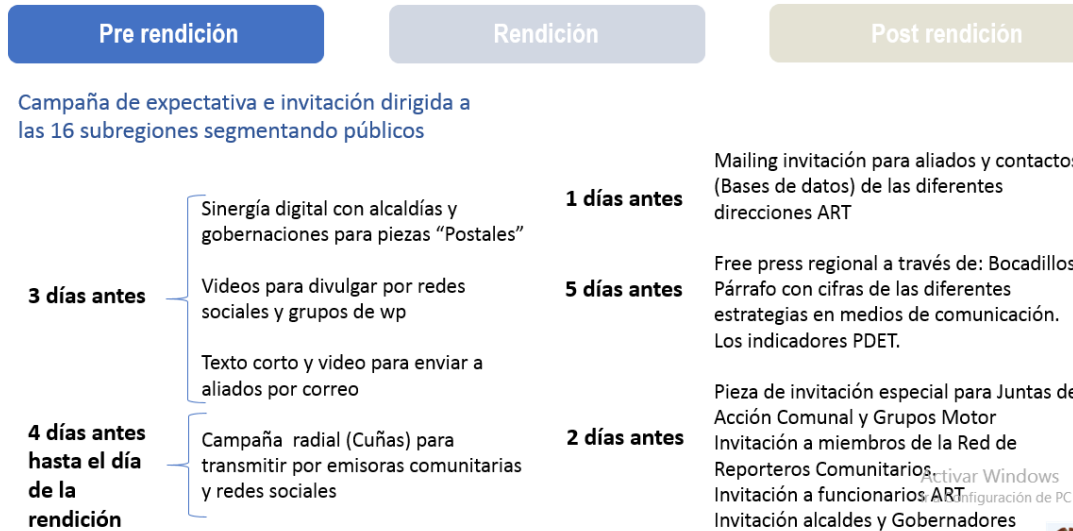 Pre rendición
Rendición
Post rendición
Campaña de expectativa e invitación dirigida a
las 16 subregiones segmentando públicos
3 días antes
Sinergía digital con alcaldías y
gobernaciones para piezas “Postales”
Videos para divulgar por redes
sociales y grupos de wp
Texto corto y video para enviar a
aliados por correo
4 días antes
hasta el día
de la
rendición
Campaña radial (Cuñas) para
transmitir por emisoras comunitarias
y redes sociales
1 días antes
Mailing invitación para aliados y contactos
(Bases de datos) de las diferentes
direcciones ART
5 días antes
Free press regional a través de: Bocadillos
Párrafo con cifras de las diferentes
estrategias en medios de comunicación.
Los indicadores PDET.
2 días antes
Pieza de invitación especial para Juntas de
Acción Comunal y Grupos Motor
Invitación a miembros de la Red de
Reporteros Comunitarios.
Invitación a funcionarios ART
Invitación alcaldes y Gobernadores
Activar Windows
Configuración de PC